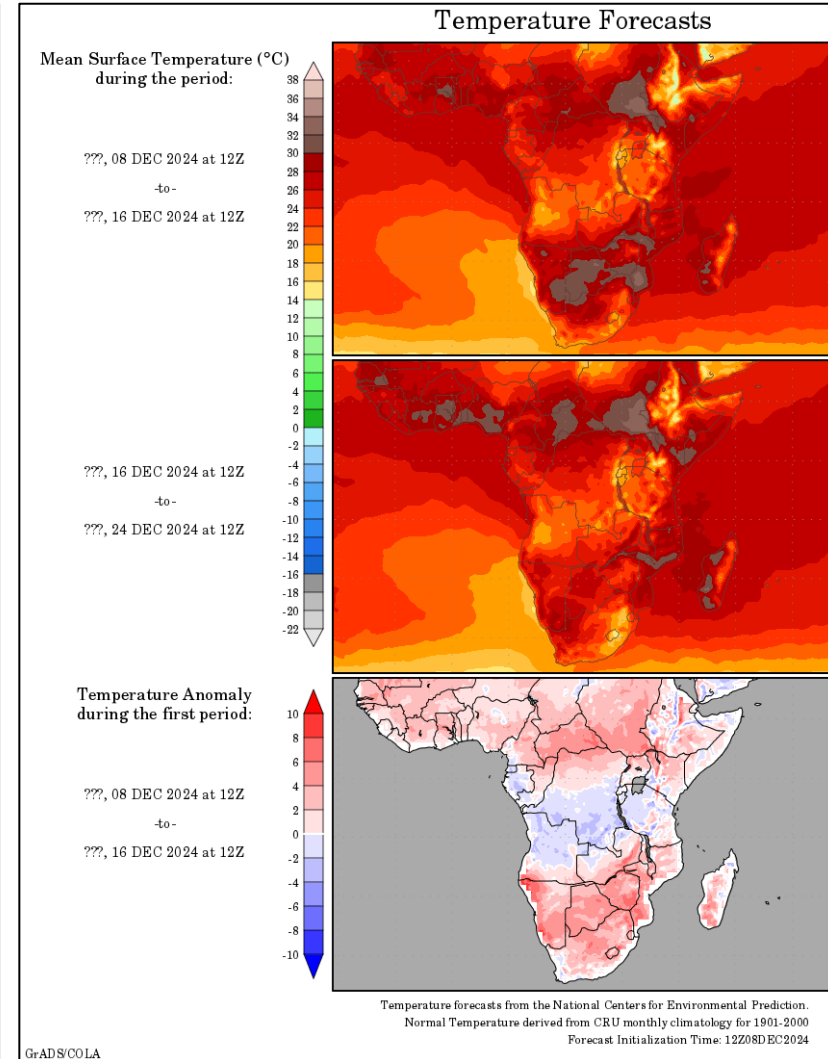 Temperature Forecasts
Mean Surface Temperature (°C)
during the period:
???, 08 DEC 2024 at 12Z
-to-
???, 16 DEC 2024 at 12Z
38
36
34
32
30
28
26
24
22
20
18
16
14
12
10
8
6
4
2
0
-2
-4
-6
-8
-10
-12
-14
-16
-18
-20
-22
???, 16 DEC 2024 at 12Z
-to-
???, 24 DEC 2024 at 12Z
Temperature Anomaly
during the first period:
???, 08 DEC 2024 at 12Z
-to-
???, 16 DEC 2024 at 12Z
10
8
6
4
2
0
-2
-4
-6
-8
-10
Temperature forecasts from the National Centers for Environmental Prediction.
Normal Temperature derived from CRU monthly climatology for 1901-2000
Forecast Initialization Time: 12Z08DEC2024
GrADS/COLA